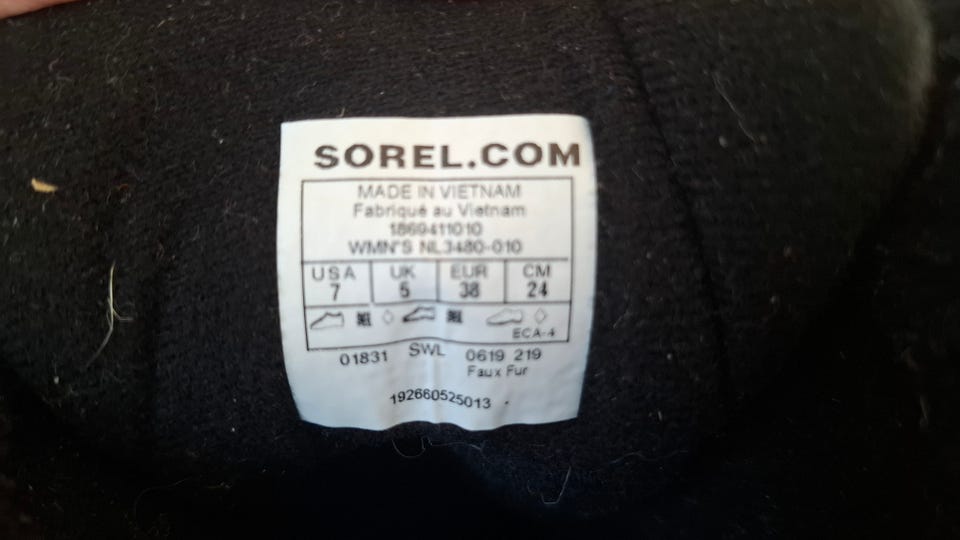 SOREL.COM
MADE IN VIETNAM
Fabriqué au Vietnam
1869411010
WMN'S NL3480-010
USA UK EUR CM
7 5 38 24
ECA-4
01831 SWL 0619 219
Faux Fur
192660525013